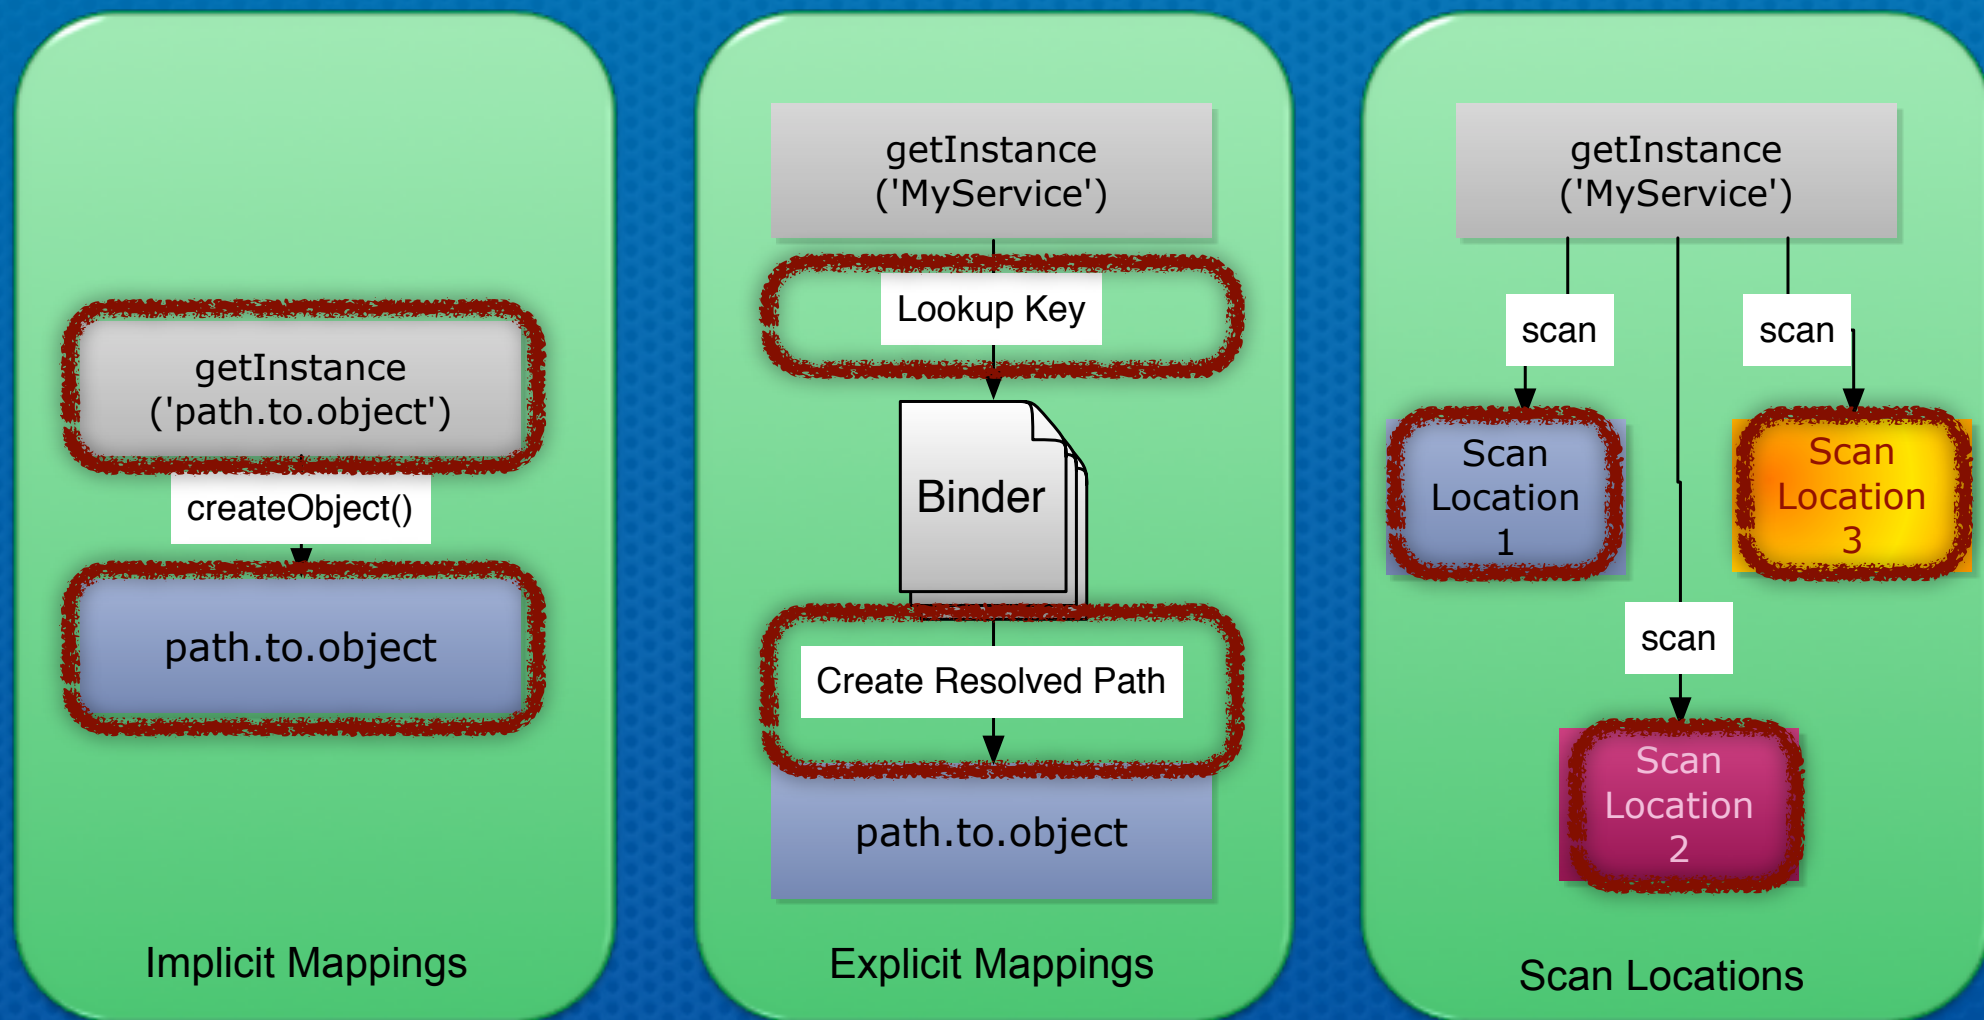 getInstance
('path.to.object')
createObject()
path.to.object
Implicit Mappings
getInstance
('MyService')
Lookup Key
Binder
Create Resolved Path
path.to.object
Explicit Mappings
getInstance
('MyService')
scan
scan
Scan
Location
1
Scan
Location
3
scan
Scan
Location
2
Scan Locations